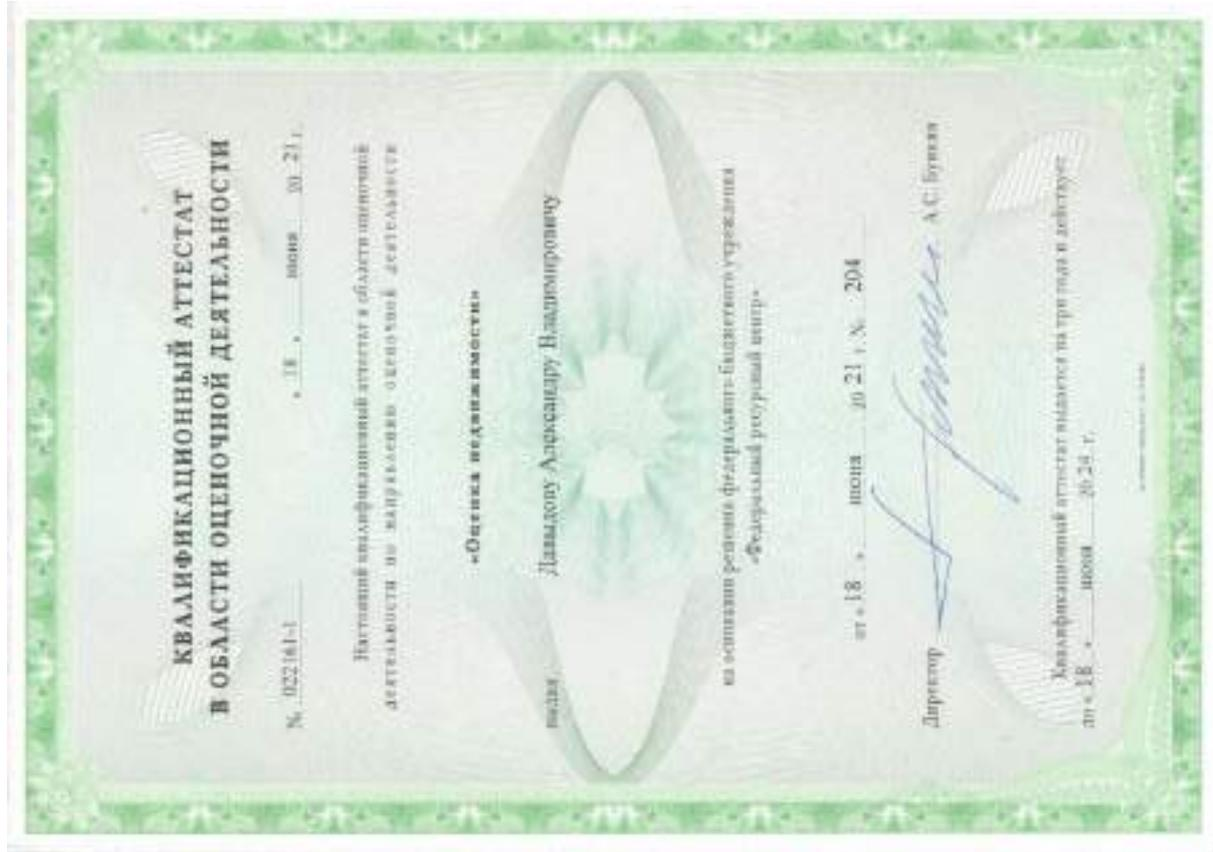 КВАЛИФИКАЦИОННЫЙ АТТЕСТАТ
В ОБЛАСТИ ОЦЕНОЧНОЙ ДЕЯТЕЛЬНОСТИ
№ 022161-1 « 18 » июня 20 21 г.
Настоящий квалификационный аттестат в области оценочной
деятельности по направлению оценочной деятельности
«Оценка недвижимости»
выдан Давыдову Александру Владимировичу
на основании решения федерального бюджетного учреждения
«Федеральный ресурсный центр»
от « 18 » июня 20 21 г. № 204
Директор А.С. Бункин
Квалификационный аттестат выдается на три года и действует
до « 18 » июня 20 24 г.